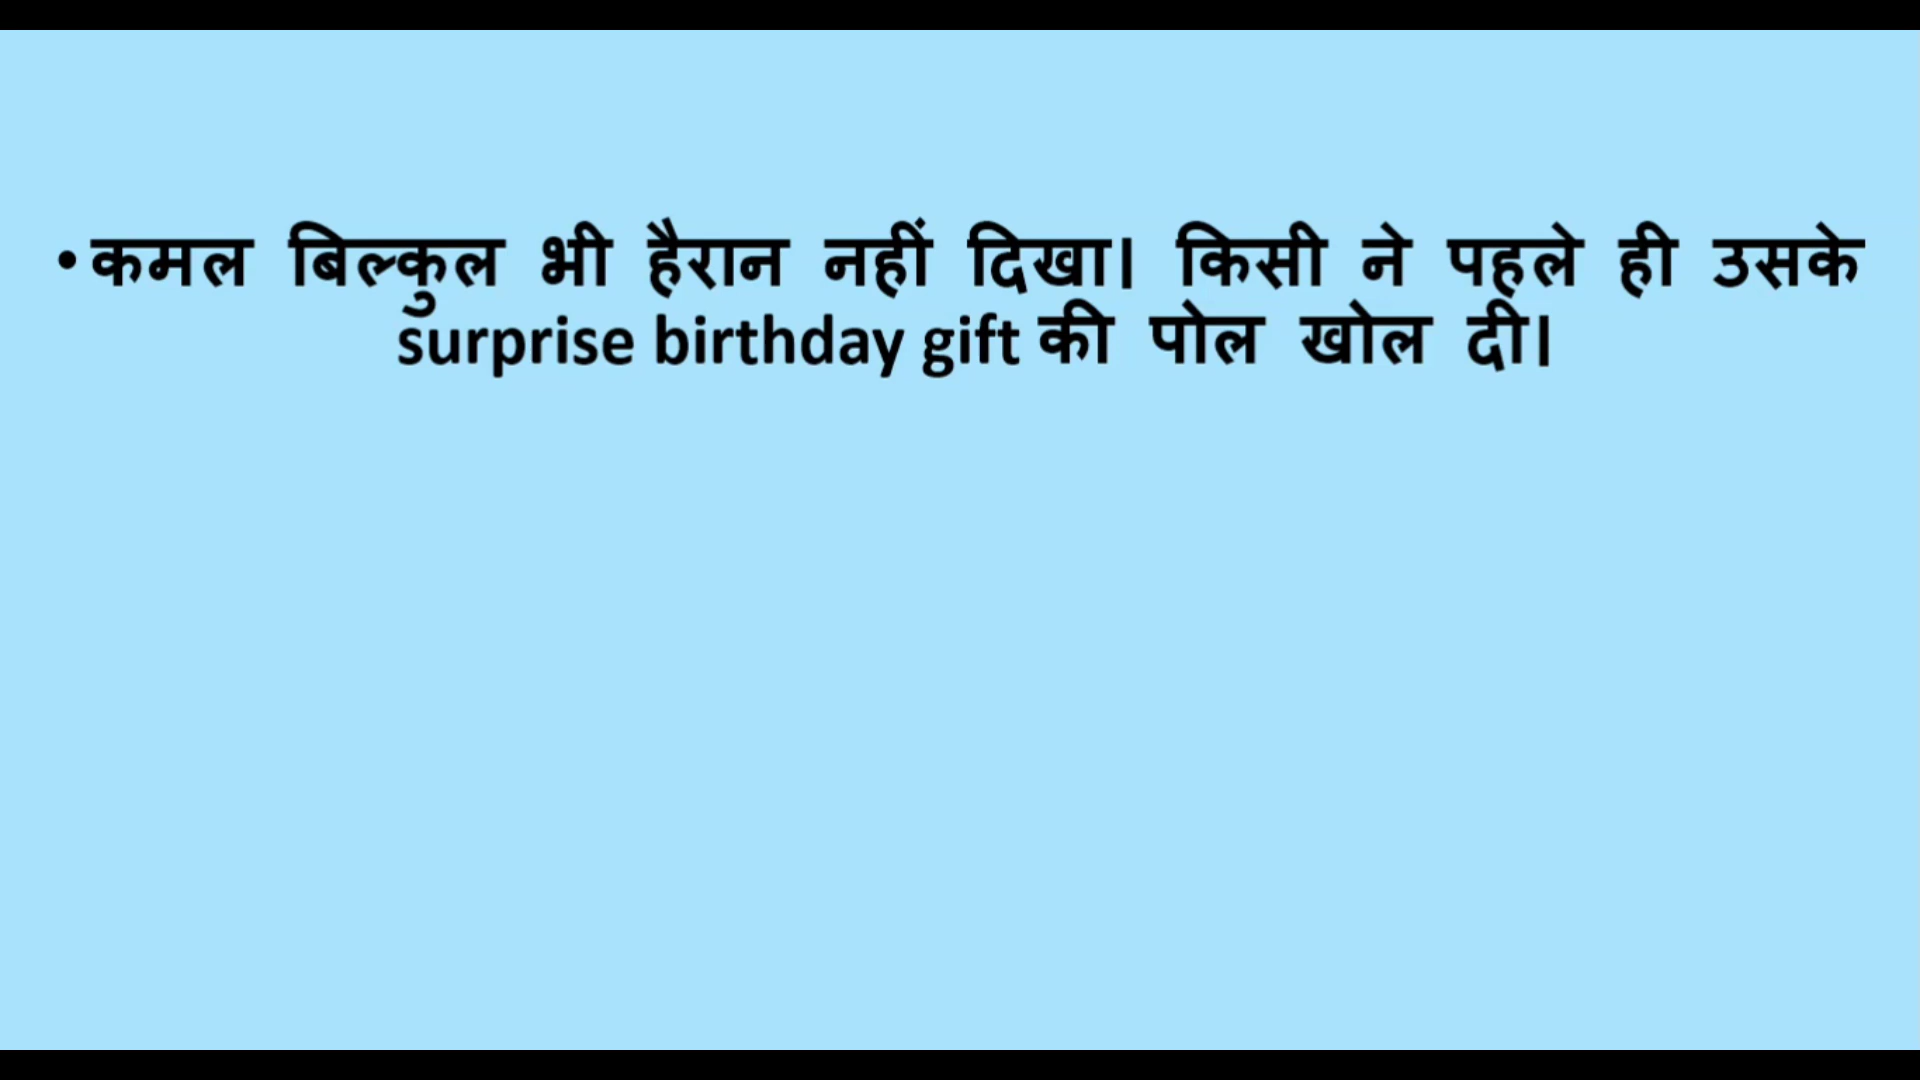 •कमल बिल्कुल भी हैरान नहीं दिखा। किसी ने पहले ही उसके
surprise birthday gift की पोल खोल दी।